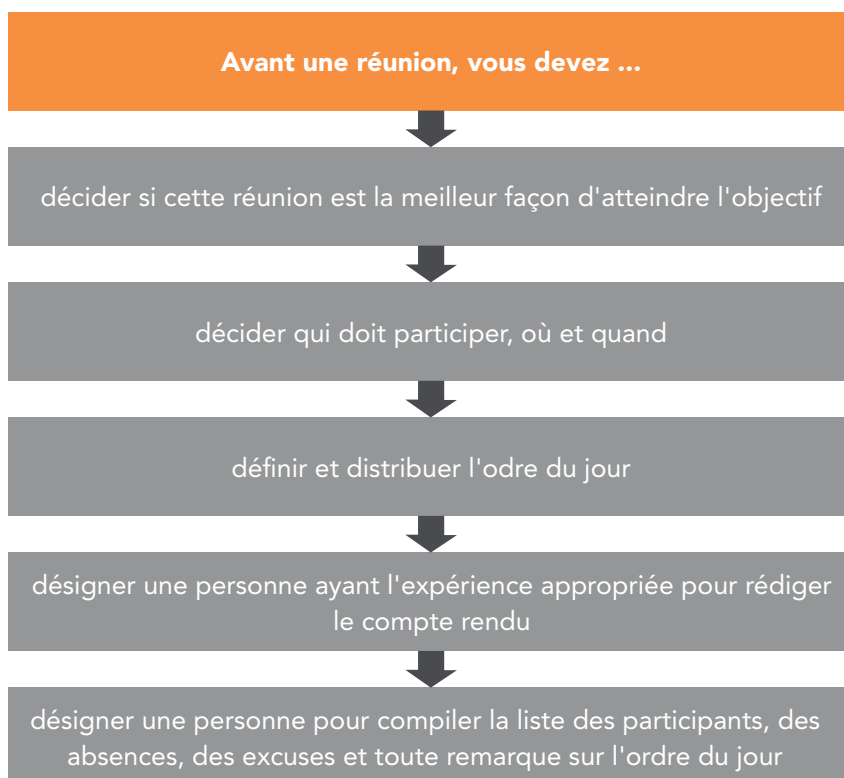 Avant une réunion, vous devez ...
décider si cette réunion est la meilleur façon d'atteindre l'objectif
décider qui doit participer, où et quand
définir et distribuer l'odre du jour
désigner une personne ayant l'expérience appropriée pour rédiger
le compte rendu
désigner une personne pour compiler la liste des participants, des
absences, des excuses et toute remarque sur l'ordre du jour